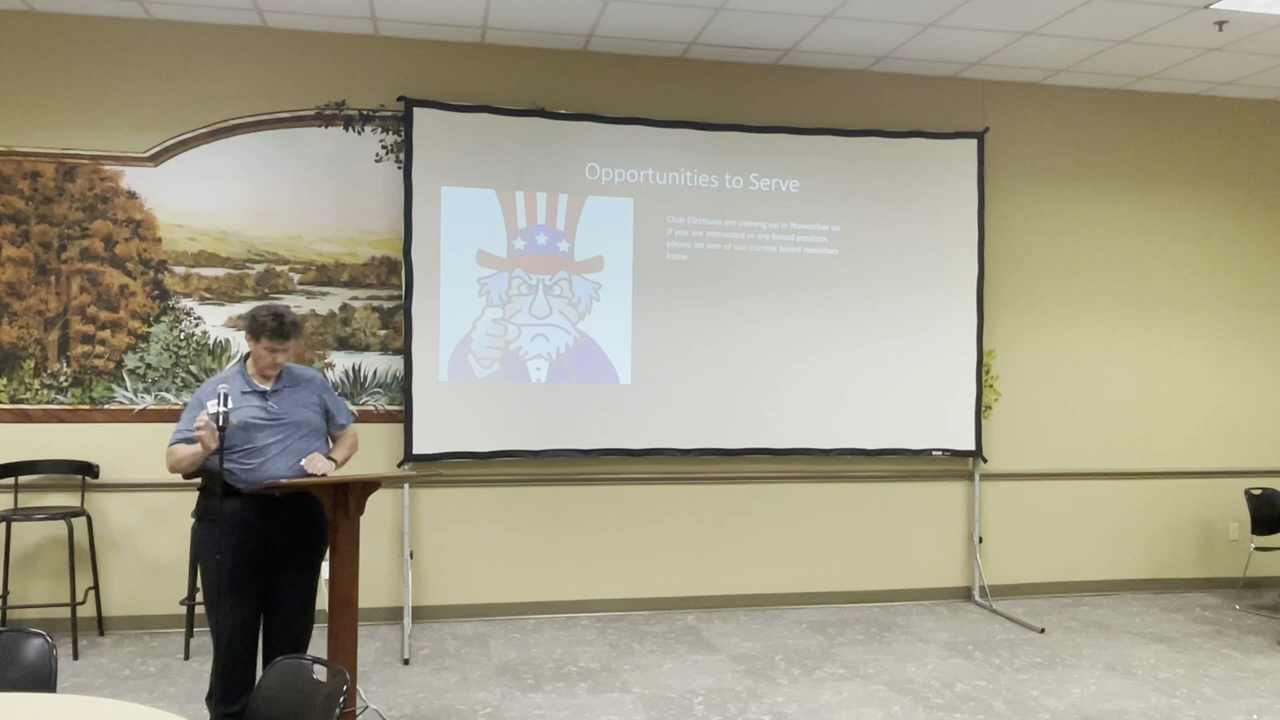 Opportunities to Serve
Club Elections are coming up in November so
if you are interested in any board position,
please let one of our current board members
know.